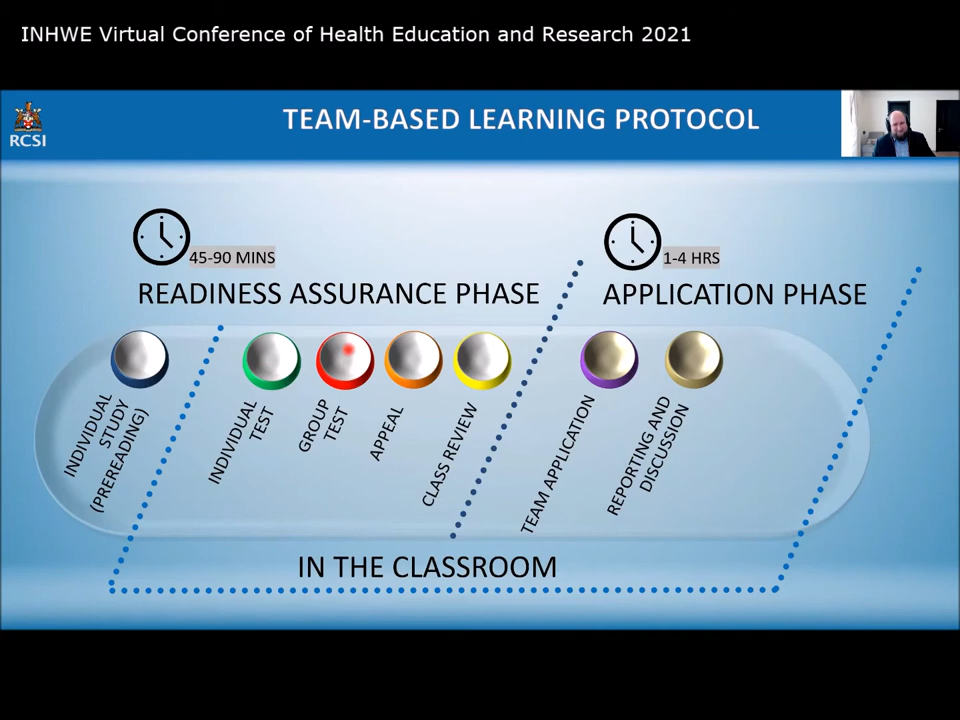 INHWE Virtual Conference of Health Education and Research 2021
RCSI
TEAM-BASED LEARNING PROTOCOL
45-90 MINS
1-4 HRS
READINESS ASSURANCE PHASE
APPLICATION PHASE
INDIVIDUAL
STUDY
(PREREADING)
INDIVIDUAL
TEST
GROUP
TEST
APPEAL
CLASS REVIEW
TEAM APPLICATION
REPORTING AND
DISCUSSION
IN THE CLASSROOM